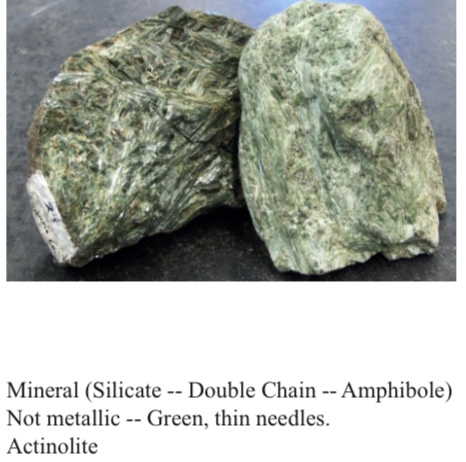 Mineral (Silicate -- Double Chain -- Amphibole)
Not metallic -- Green, thin needles.
Actinolite